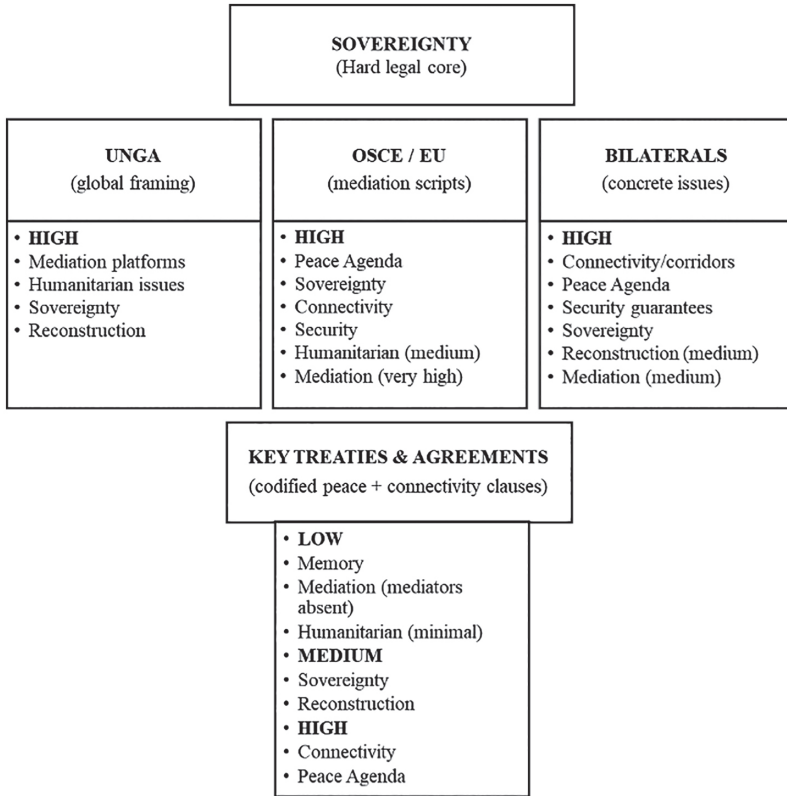 SOVEREIGNTY
(Hard legal core)
UNGA
(global framing)
• HIGH
• Mediation platforms
• Humanitarian issues
• Sovereignty
• Reconstruction
OSCE / EU
(mediation scripts)
• HIGH
• Peace Agenda
• Sovereignty
• Connectivity
• Security
• Humanitarian (medium)
• Mediation (very high)
BILATERALS
(concrete issues)
• HIGH
• Connectivity/corridors
• Peace Agenda
• Security guarantees
• Sovereignty
• Reconstruction (medium)
• Mediation (medium)
KEY TREATIES & AGREEMENTS
(codified peace + connectivity clauses)
• LOW
• Memory
• Mediation (mediators
absent)
• Humanitarian (minimal)
• MEDIUM
• Sovereignty
• Reconstruction
• HIGH
• Connectivity
• Peace Agenda